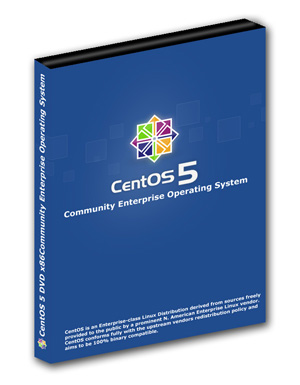 CentOS 5
Community Enterprise Operating System
CentOS 5 DVD x86Community Enterprise Operating System
CentOS is an Enterprise-class Linux Distribution derived from sources freely
provided to the public by a prominent N. American Enterprise Linux vendor.
CentOS conforms fully with the upstream vendors redistribution policy and
aims to be 100% binary compatible.